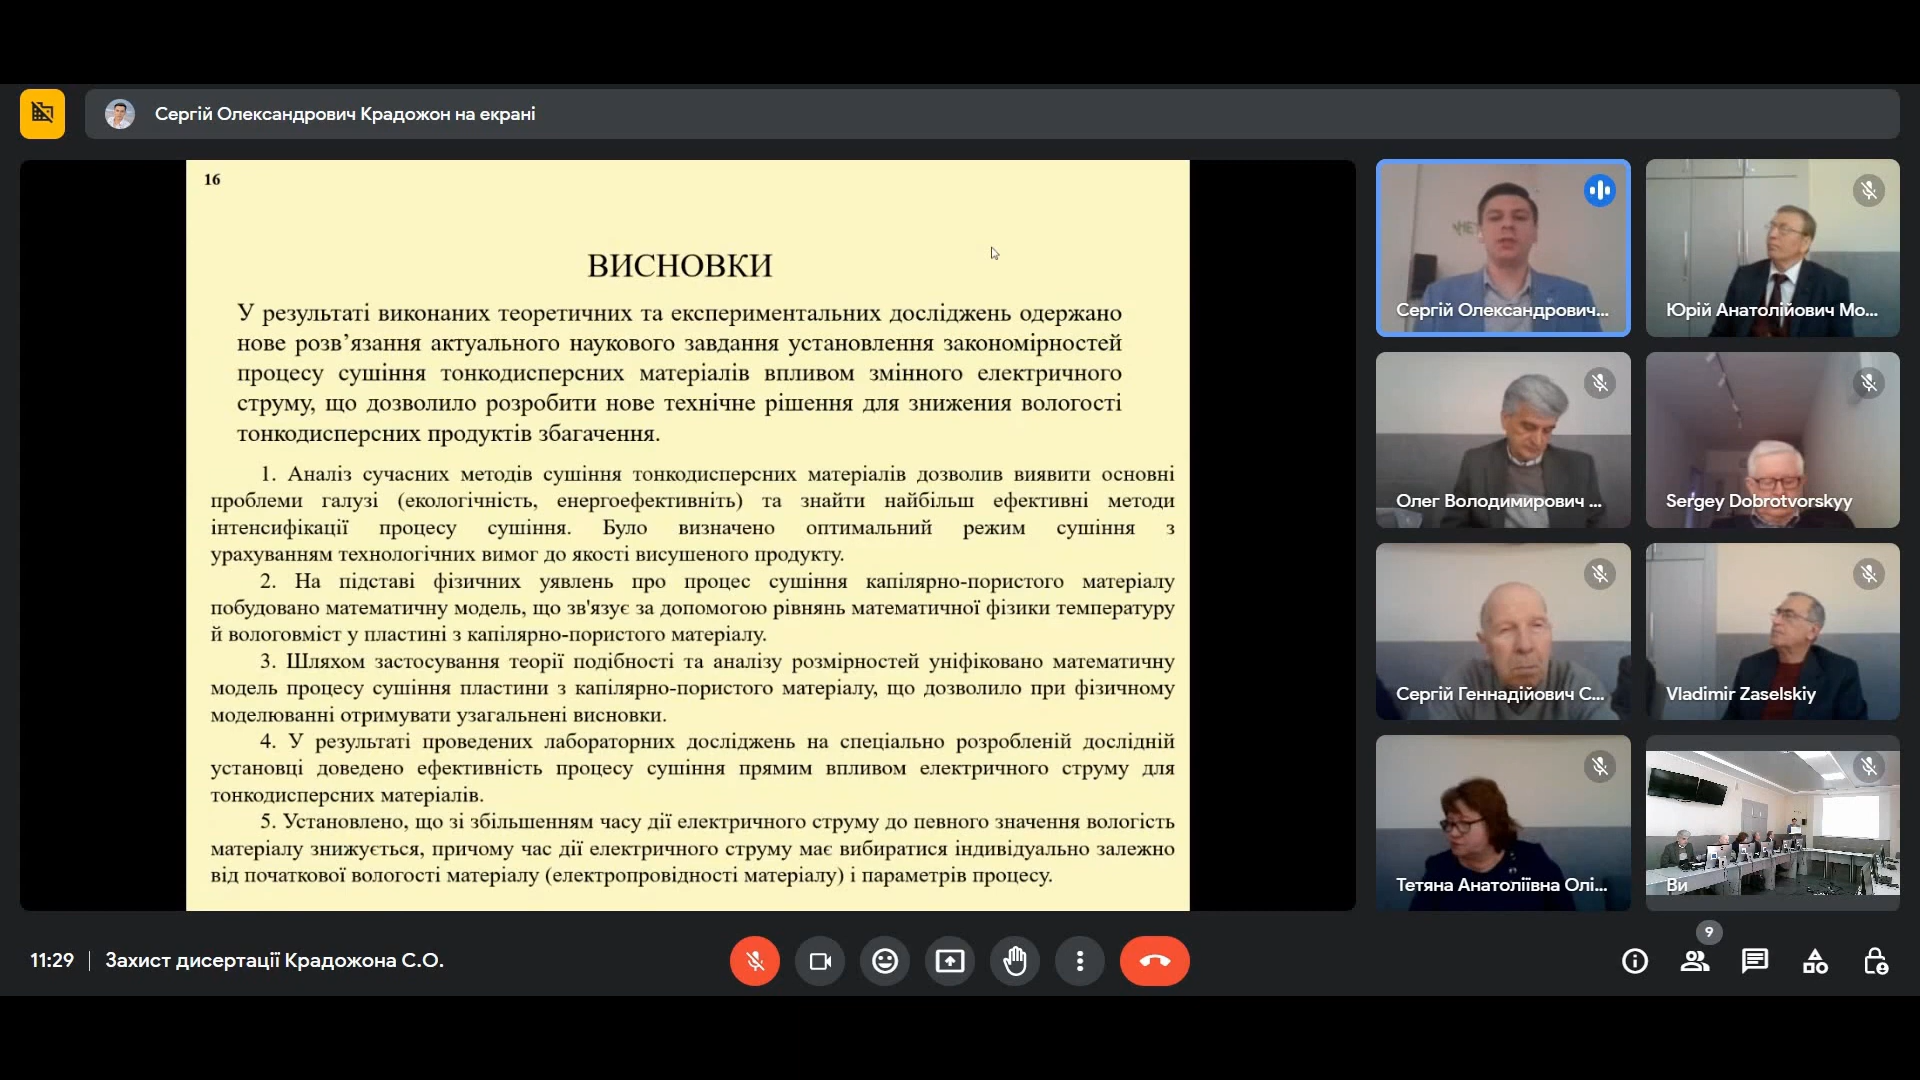 Сергій Олександрович Крадожон на екрані
16
ВИСНОВКИ
У результаті виконаних теоретичних та експериментальних досліджень одержано
нове розв’язання актуального наукового завдання установлення закономірностей
процесу сушіння тонкодисперсних матеріалів впливом змінного електричного
струму, що дозволило розробити нове технічне рішення для зниження вологості
тонкодисперсних продуктів збагачення.
1. Аналіз сучасних методів сушіння тонкодисперсних матеріалів дозволив виявити основні
проблеми галузі (екологічність, енергоефективніть) та знайти найбільш ефективні методи
інтенсифікації процесу сушіння. Було визначено оптимальний режим сушіння з
урахуванням технологічних вимог до якості висушеного продукту.
2. На підставі фізичних уявлень про процес сушіння капілярно-пористого матеріалу
побудовано математичну модель, що зв'язує за допомогою рівнянь математичної фізики температуру
й вологовміст у пластині з капілярно-пористого матеріалу.
3. Шляхом застосування теорії подібності та аналізу розмірностей уніфіковано математичну
модель процесу сушіння пластини з капілярно-пористого матеріалу, що дозволило при фізичному
моделюванні отримувати узагальнені висновки.
4. У результаті проведених лабораторних досліджень на спеціально розробленій дослідній
установці доведено ефективність процесу сушіння прямим впливом електричного струму для
тонкодисперсних матеріалів.
5. Установлено, що зі збільшенням часу дії електричного струму до певного значення вологість
матеріалу знижується, причому час дії електричного струму має вибиратися індивідуально залежно
від початкової вологості матеріалу (електропровідності матеріалу) і параметрів процесу.
Сергій Олександрович...
Юрій Анатолійович Мо...
Олег Володимирович ...
Sergey Dobrotvorskyy
Сергій Геннадійович С...
Vladimir Zaselskiy
Тетяна Анатоліївна Олі...
Ви
11:29
Захист дисертації Крадожона С.О.
9